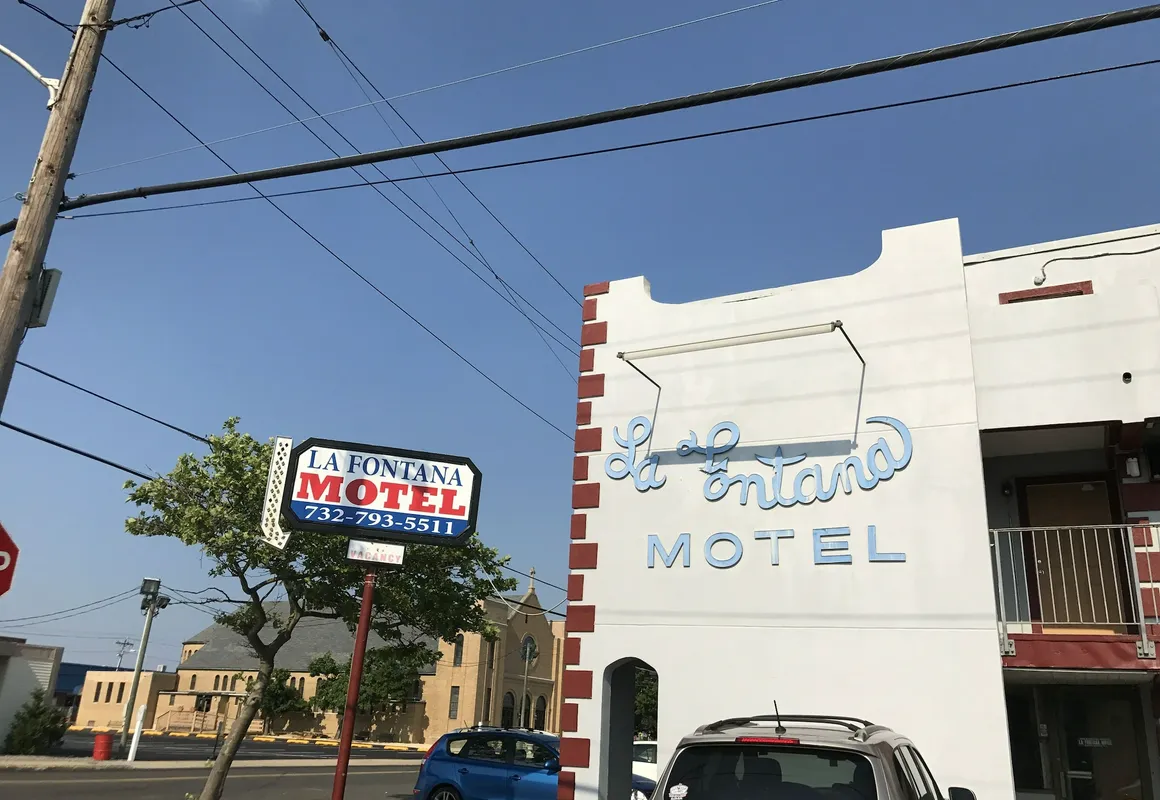 LA FONTANA
MOTEL
732-793-5511
VACANCY
La Fontana
MOTEL